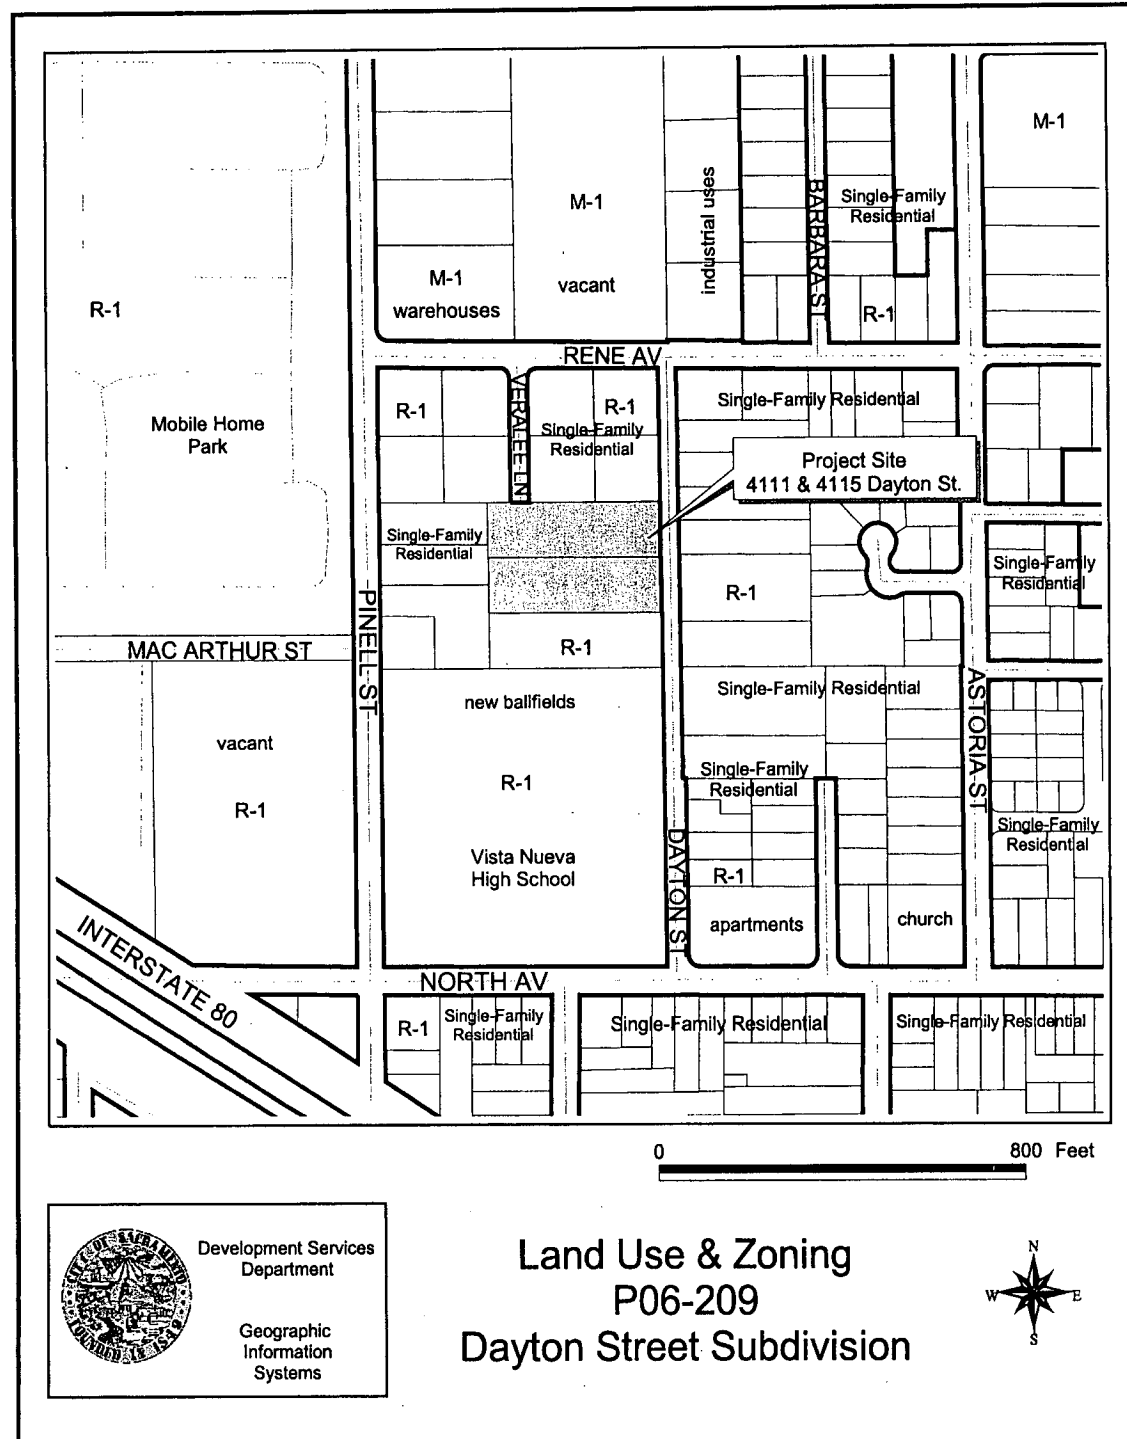 M-1
M-1
Single-Family
Residential
industrial uses
BARBARA ST
M-1
warehouses
vacant
R-1
R-1
RENE AV
VERALEE LN
R-1
R-1
Single-Family
Residential
Single-Family Residential
Mobile Home
Park
Project Site
4111 & 4115 Dayton St.
Single-Family
Residential
Single-Family
Residential
R-1
PINELL ST
MAC ARTHUR ST
R-1
new ballfields
Single-Family Residential
ASTORIA ST
vacant
R-1
R-1
Single-Family
Residential
Single-Family
Residential
Vista Nueva
High School
DAYTON ST
R-1
apartments
church
INTERSTATE 80
NORTH AV
R-1
Single-Family
Residential
Single-Family Residential
Single-Family Residential
0
800 Feet
CITY OF SACRAMENTO
Development Services
Department
Geographic
Information
Systems
Land Use & Zoning
P06-209
Dayton Street Subdivision
N
W
E
S